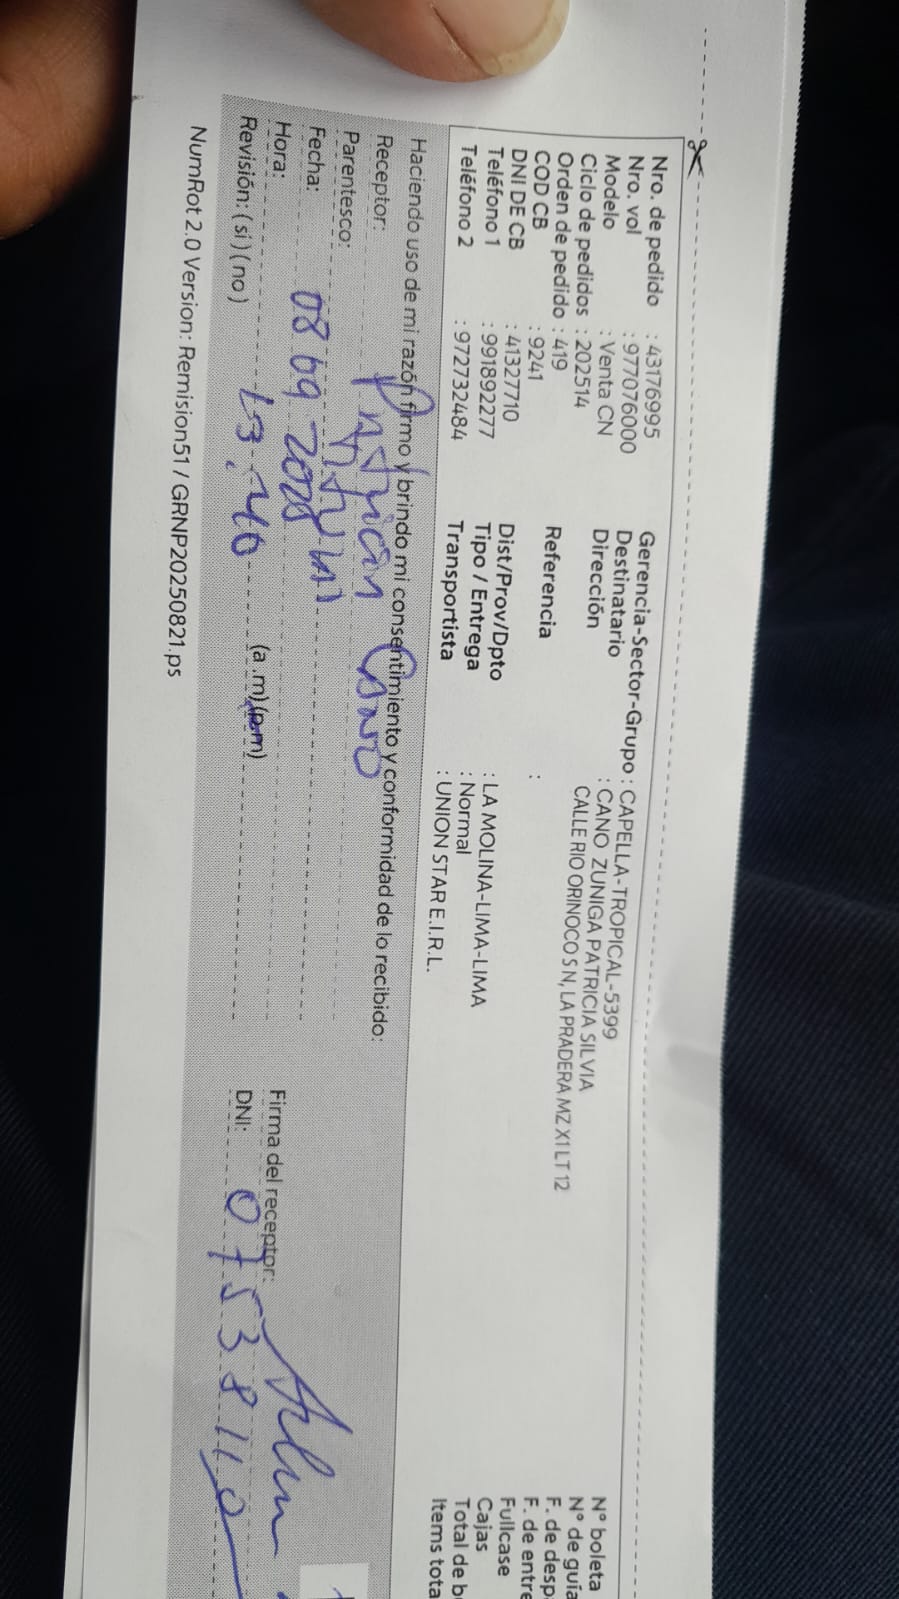 Nro. de pedido : 43176995
Nro. vol : 977076000
Modelo : Venta CN
Ciclo de pedidos : 202514
Orden de pedido : 419
COD CB : 9241
DNI DE CB : 41327710
Teléfono 1 : 991892277
Teléfono 2 : 972732484
Gerencia-Sector-Grupo : CAPELLA-TROPICAL-5399
Destinatario : CANO ZUNIGA PATRICIA SILVIA
Dirección CALLE RIO ORINOCO S N, LA PRADERA MZ X1 LT 12
Referencia :
Dist/Prov/Dpto : LA MOLINA-LIMA-LIMA
Tipo / Entrega : Normal
Transportista : UNION STAR E.I.R.L.
N° boleta
N° de guía
F. de desp
F. de entre
Fullcase
Cajas
Total de b
Items tota
Haciendo uso de mi razón firmo y brindo mi consentimiento y conformidad de lo recibido:
Receptor: Patricia Cano
Parentesco:
Fecha: 08 09 2025
Hora: 13:40 (a.m)(p.m)
Revisión: (si) (no)
Firma del receptor:
DNI: 07538110
NumRot 2.0 Version: Remision51 / GRNP20250821.ps